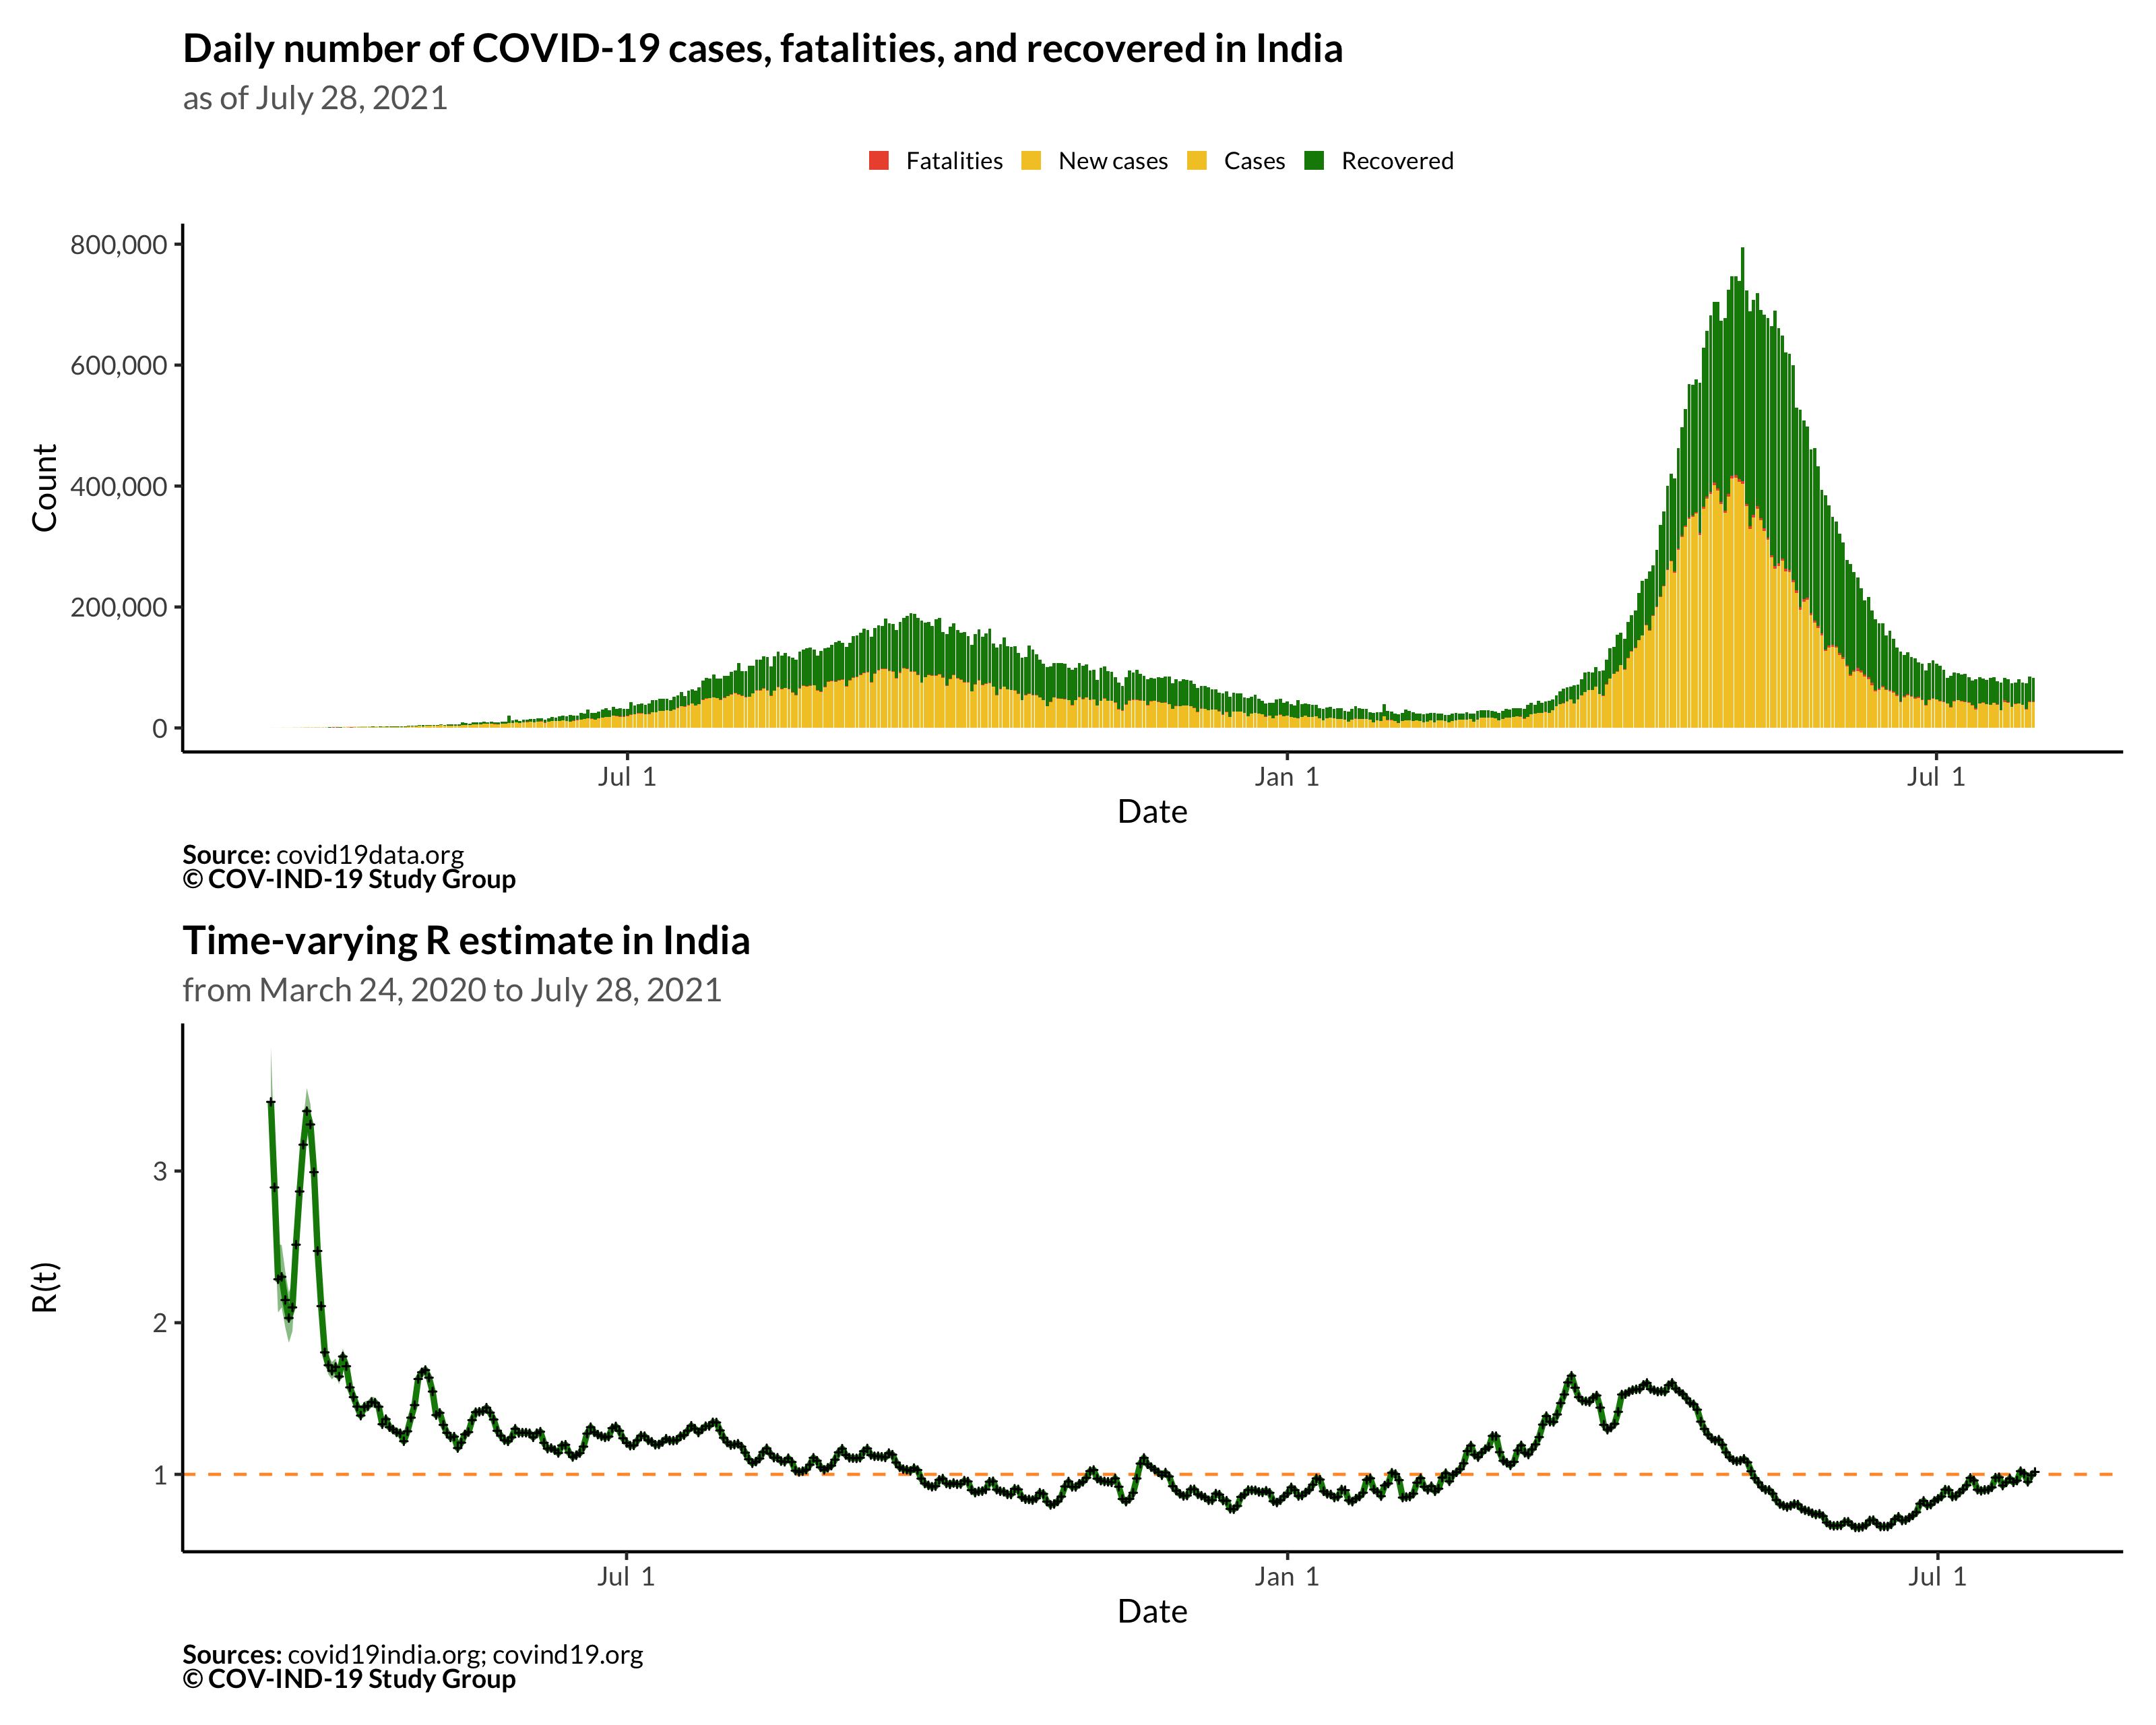 Daily number of COVID-19 cases, fatalities, and recovered in India
as of July 28, 2021
Fatalities New cases Cases Recovered
800,000
600,000
400,000
200,000
0
Count
Jul 1 Jan 1 Jul 1
Date
Source: covid19data.org
© COV-IND-19 Study Group
Time-varying R estimate in India
from March 24, 2020 to July 28, 2021
3
2
1
R(t)
Jul 1 Jan 1 Jul 1
Date
Sources: covid19india.org; covind19.org
© COV-IND-19 Study Group